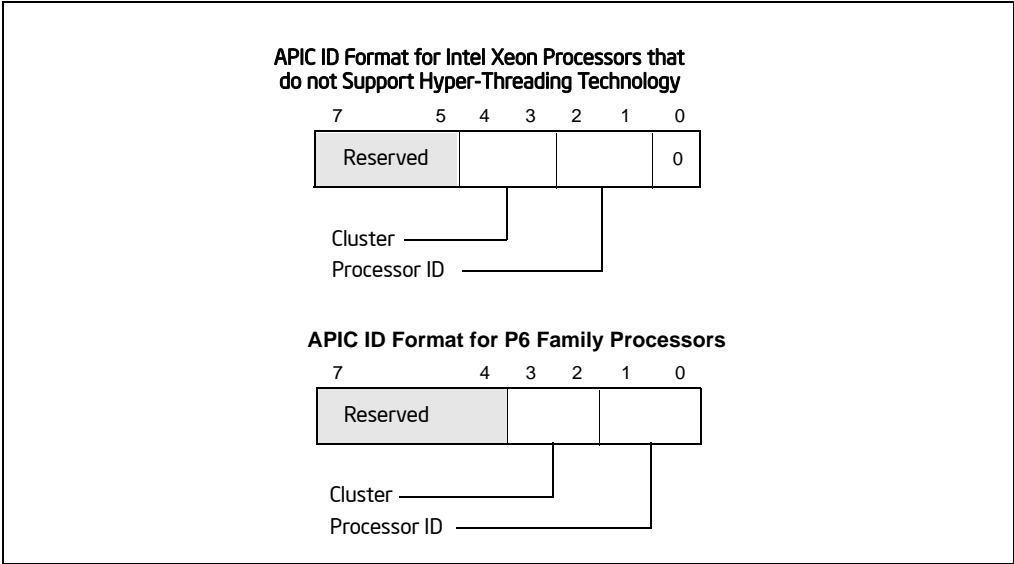 APIC ID Format for Intel Xeon Processors that
do not Support Hyper-Threading Technology
7 5 4 3 2 1 0
Reserved 0
Cluster
Processor ID
APIC ID Format for P6 Family Processors
7 4 3 2 1 0
Reserved
Cluster
Processor ID